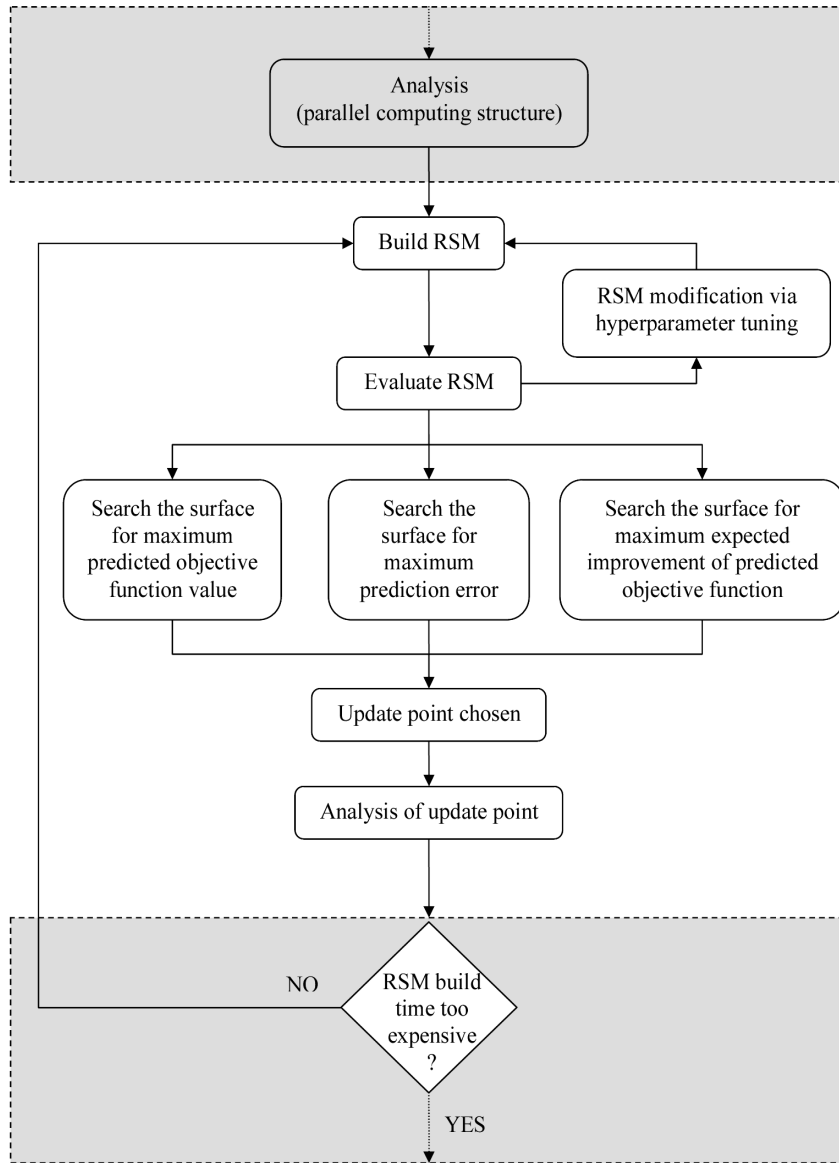 Analysis
(parallel computing structure)
Build RSM
RSM modification via
hyperparameter tuning
Evaluate RSM
Search the surface
for maximum
predicted objective
function value
Search the
surface for
maximum
prediction error
Search the surface for
maximum expected
improvement of predicted
objective function
Update point chosen
Analysis of update point
NO
RSM build
time too
expensive
?
YES